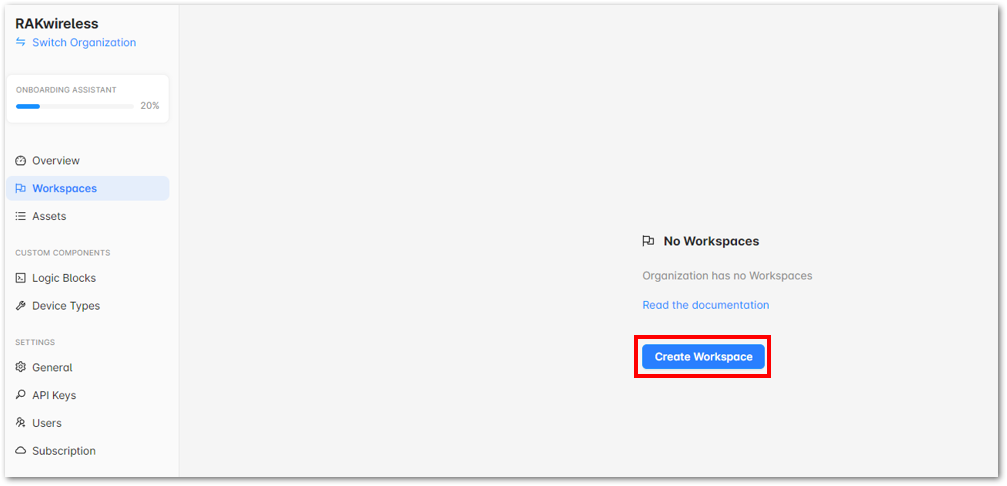 RAKwireless
Switch Organization
ONBOARDING ASSISTANT
20%
Overview
Workspaces
Assets
CUSTOM COMPONENTS
Logic Blocks
Device Types
SETTINGS
General
API Keys
Users
Subscription
No Workspaces
Organization has no Workspaces
Read the documentation
Create Workspace